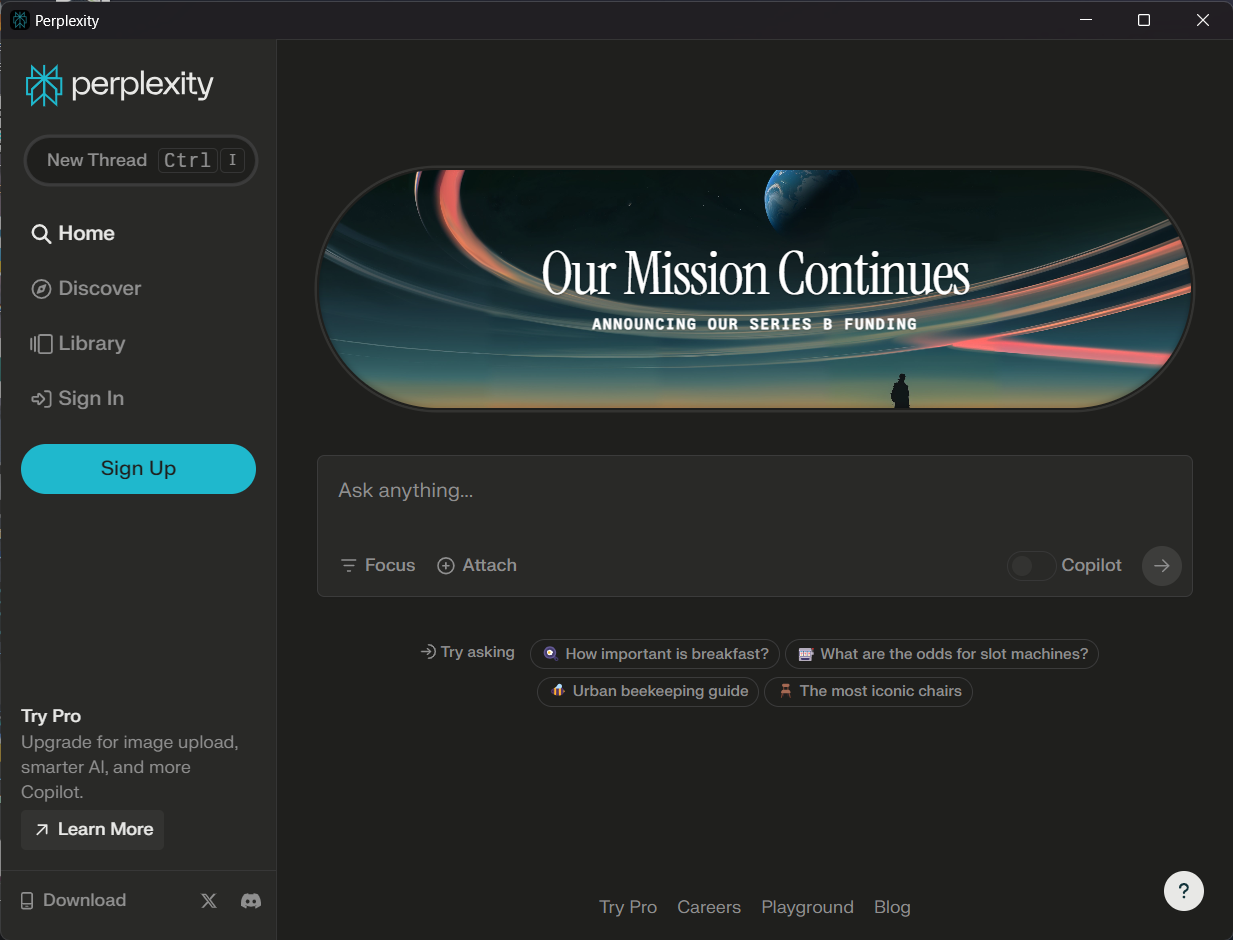 Perplexity
perplexity
New Thread Ctrl I
Home
Discover
Library
Sign In
Sign Up
Try Pro
Upgrade for image upload,
smarter AI, and more
Copilot.
Learn More
Download
Our Mission Continues
ANNOUNCING OUR SERIES B FUNDING
Ask anything...
Focus Attach Copilot
Try asking How important is breakfast? What are the odds for slot machines?
Urban beekeeping guide The most iconic chairs
Try Pro Careers Playground Blog
?